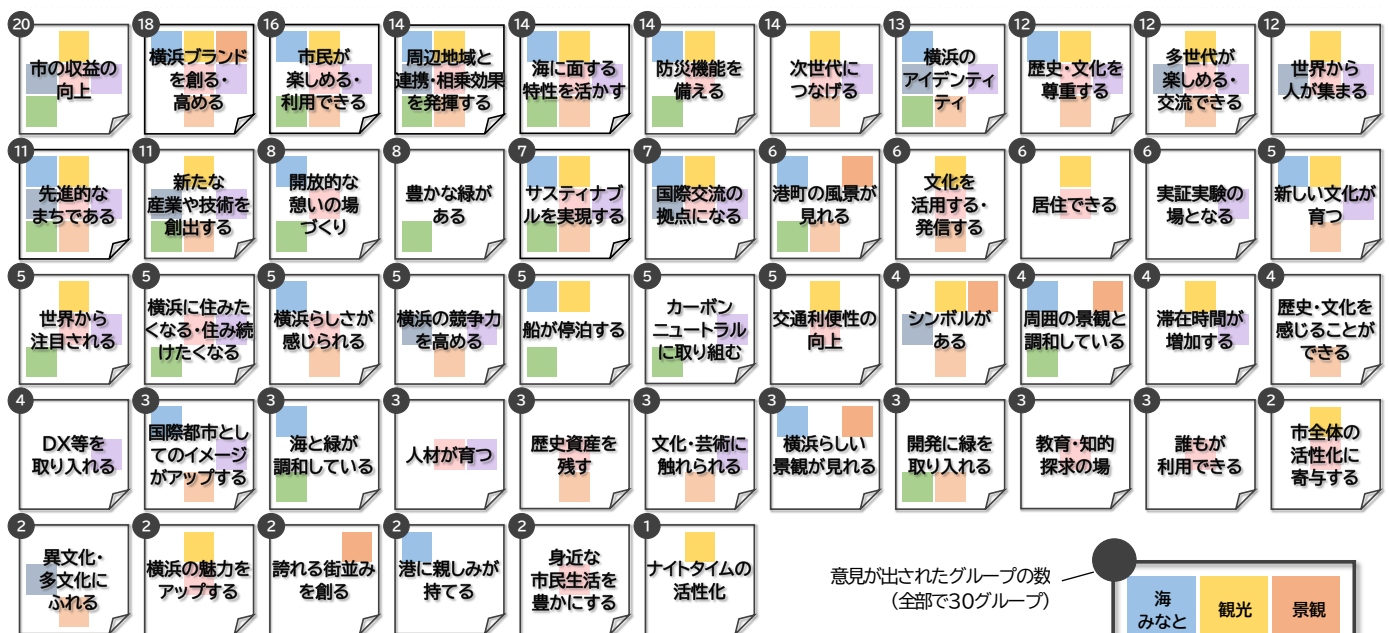 20
市の収益の
向上
18
横浜ブランド
を創る・
高める
16
市民が
楽しめる・
利用できる
14
周辺地域と
連携・相乗効果
を発揮する
14
海に面する
特性を活かす
14
防災機能を
備える
14
次世代に
つなげる
13
横浜の
アイデンティ
ティ
12
歴史・文化を
尊重する
12
多世代が
楽しめる・
交流できる
12
世界から
人が集まる
11
先進的な
まちである
11
新たな
産業や技術を
創出する
8
開放的な
憩いの場
づくり
8
豊かな緑が
ある
7
サスティナブ
ルを実現する
7
国際交流の
拠点になる
6
港町の風景が
見れる
6
文化を
活用する・
発信する
6
居住できる
6
実証実験の
場となる
5
新しい文化が
育つ
5
世界から
注目される
5
横浜に住みた
くなる・住み続
けたくなる
5
横浜らしさが
感じられる
5
横浜の競争力
を高める
5
船が停泊する
5
カーボン
ニュートラル
に取り組む
5
交通利便性の
向上
4
シンボルが
ある
4
周囲の景観と
調和している
4
滞在時間が
増加する
4
歴史・文化を
感じることが
できる
4
DX等を
取り入れる
3
国際都市とし
てのイメージ
がアップする
3
海と緑が
調和している
3
人材が育つ
3
歴史資産を
残す
3
文化・芸術に
触れられる
3
横浜らしい
景観が見れる
3
開発に緑を
取り入れる
3
教育・知的
探求の場
3
誰もが
利用できる
2
市全体の
活性化に
寄与する
2
異文化・
多文化に
ふれる
2
横浜の魅力を
アップする
2
誇れる街並み
を創る
2
港に親しみが
持てる
2
身近な
市民生活を
豊かにする
1
ナイトタイムの
活性化
意見が出されたグループの数
（全部で30グループ）
海
みなと
観光
景観